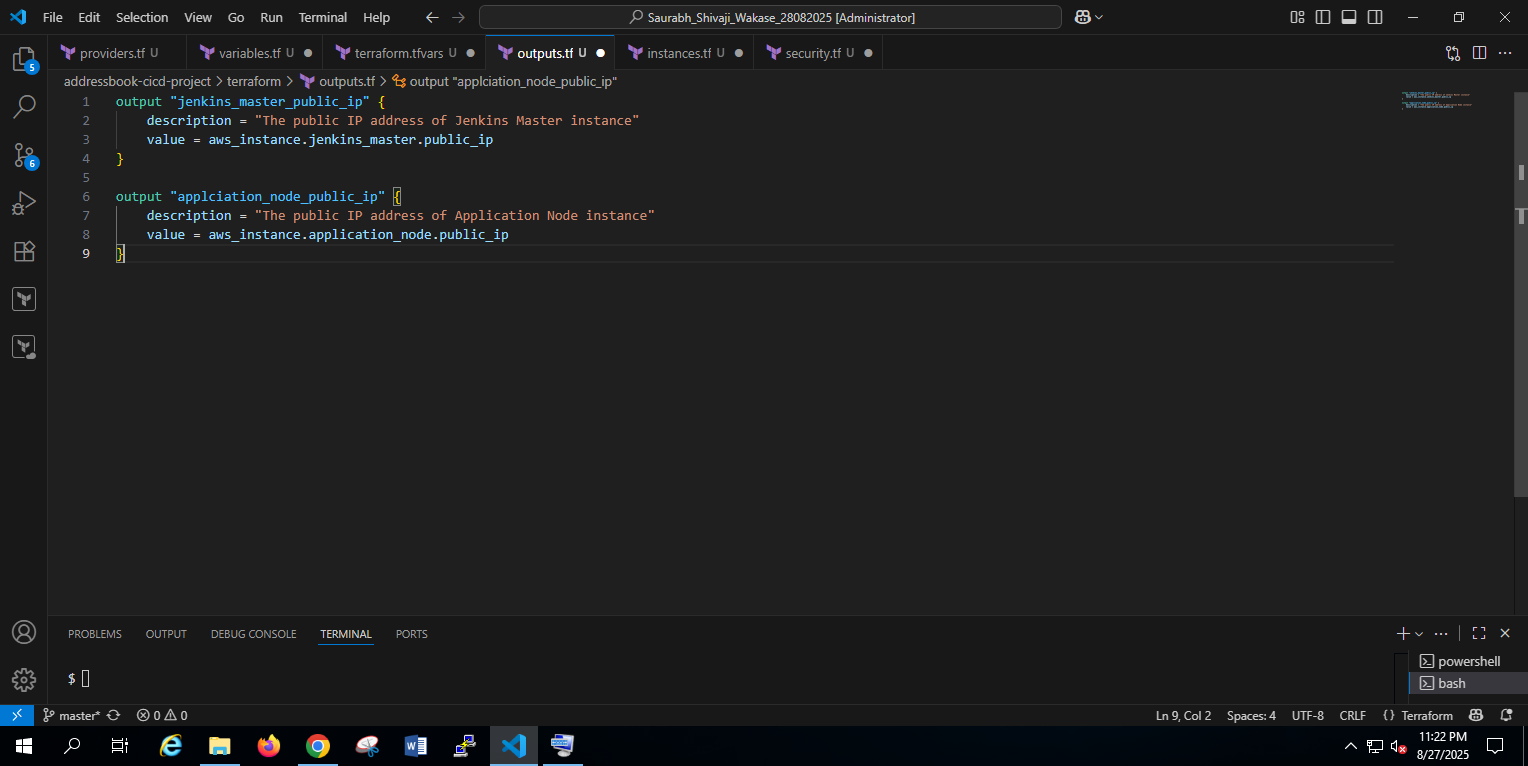 File Edit Selection View Go Run Terminal Help
Saurabh_Shivaji_Wakase_28082025 [Administrator]
providers.tf U
variables.tf U
terraform.tfvars U
outputs.tf U
instances.tf U
security.tf U
addressbook-cicd-project > terraform > outputs.tf > output "applciation_node_public_ip"
1 output "jenkins_master_public_ip" {
2 description = "The public IP address of Jenkins Master instance"
3 value = aws_instance.jenkins_master.public_ip
4 }
5
6 output "applciation_node_public_ip" {
7 description = "The public IP address of Application Node instance"
8 value = aws_instance.application_node.public_ip
9 }
5
6
PROBLEMS OUTPUT DEBUG CONSOLE TERMINAL PORTS
$
powershell
bash
master* 0 0 Ln 9, Col 2 Spaces: 4 UTF-8 CRLF {} Terraform
11:22 PM
8/27/2025